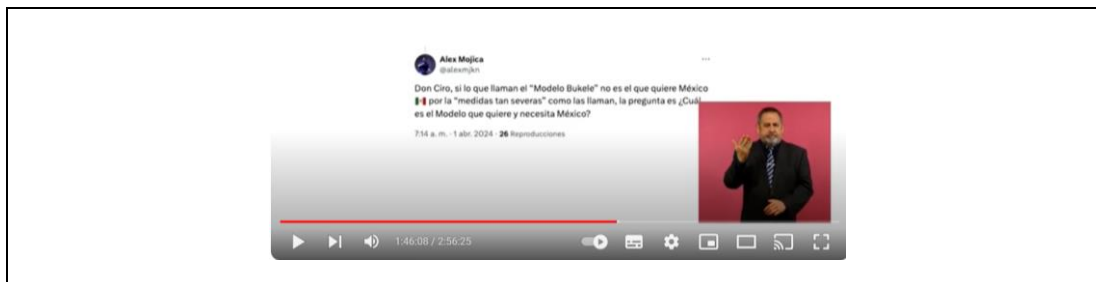 Alex Mojica
@alexmjkn
Don Ciro, si lo que llaman el "Modelo Bukele" no es el que quiere México
🇲🇽 por la "medidas tan severas" como las llaman, la pregunta es ¿Cuál
es el Modelo que quiere y necesita México?
7:14 a. m. · 1 abr. 2024 · 26 Reproducciones
1:46:08 / 2:56:25